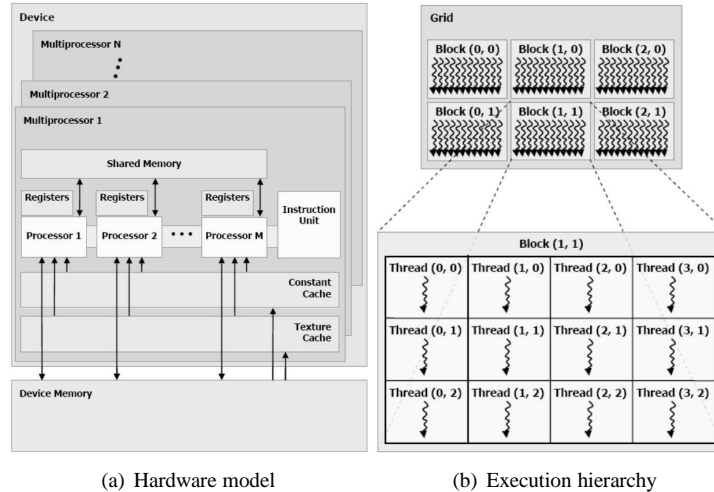 Device
Multiprocessor N
Multiprocessor 2
Multiprocessor 1
Shared Memory
Registers Registers Registers
Instruction
Unit
Processor 1 Processor 2 Processor M
Constant
Cache
Texture
Cache
Device Memory
(a) Hardware model
Grid
Block (0, 0) Block (1, 0) Block (2, 0)
Block (0, 1) Block (1, 1) Block (2, 1)
Block (1, 1)
Thread (0, 0) Thread (1, 0) Thread (2, 0) Thread (3, 0)
Thread (0, 1) Thread (1, 1) Thread (2, 1) Thread (3, 1)
Thread (0, 2) Thread (1, 2) Thread (2, 2) Thread (3, 2)
(b) Execution hierarchy